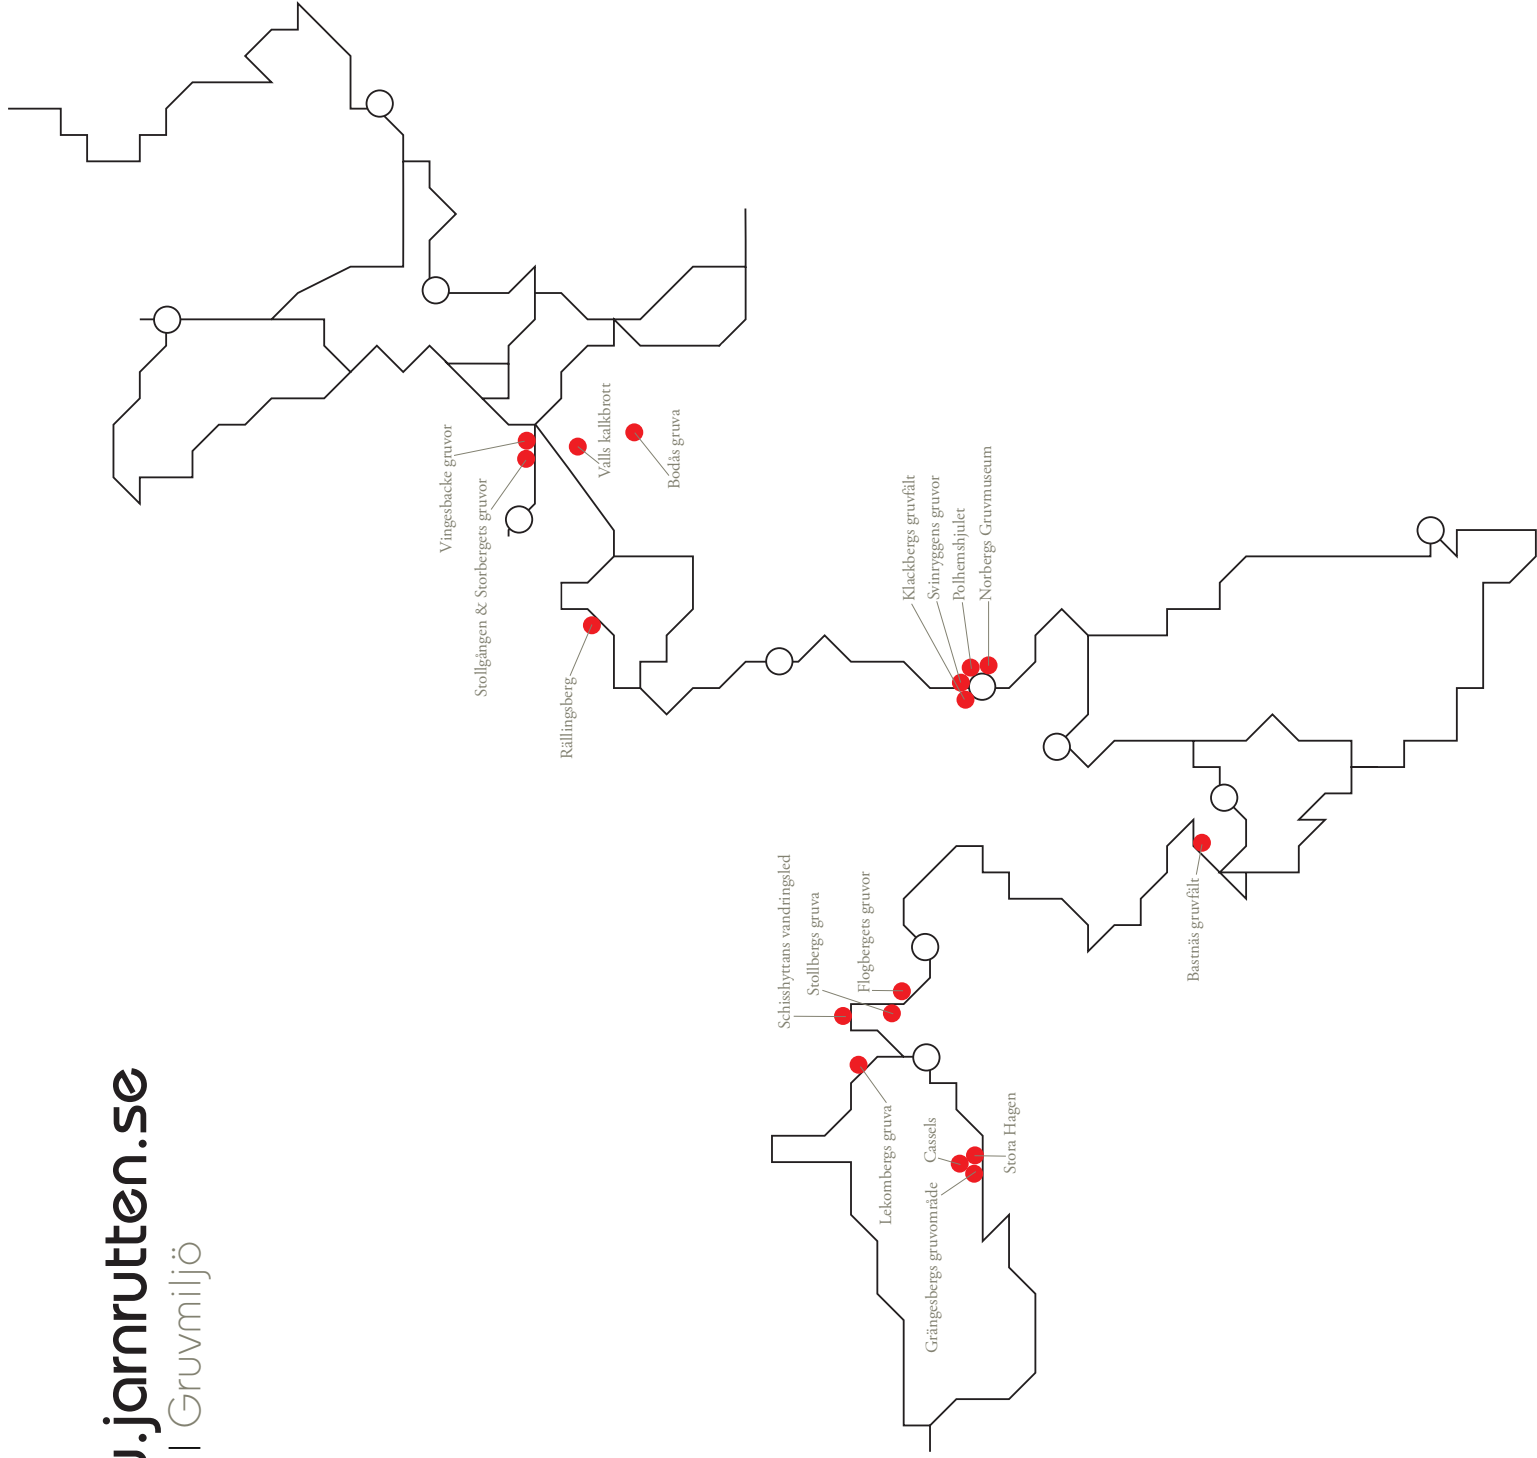 .jarnrutten.se
| Gruvmiljö
Vingesbacke gruvor
Stollgången & Storbergets gruvor
Valls kalkbrott
Bodås gruva
Rällingsberg
Klackbergs gruvfält
Svinryggens gruvor
Polhemshjulet
Norbergs Gruvmuseum
Schisshyttans vandringsled
Stollbergs gruva
Flogbergets gruvor
Bastnäs gruvfält
Lekombergs gruva
Cassels
Stora Hagen
Grängesbergs gruvområde